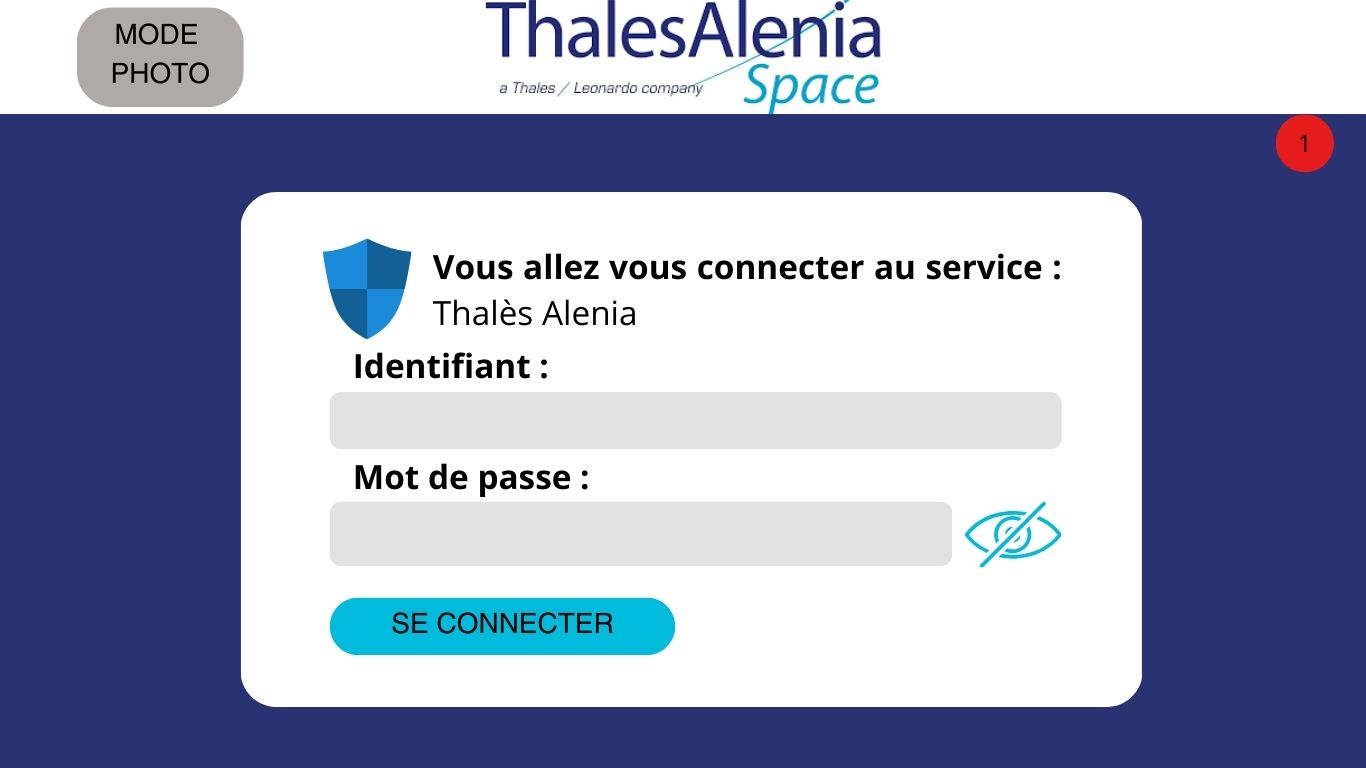 MODE
PHOTO
ThalesAlenia
a Thales / Leonardo company
Space
1
Vous allez vous connecter au service :
Thalès Alenia
Identifiant :
Mot de passe :
SE CONNECTER